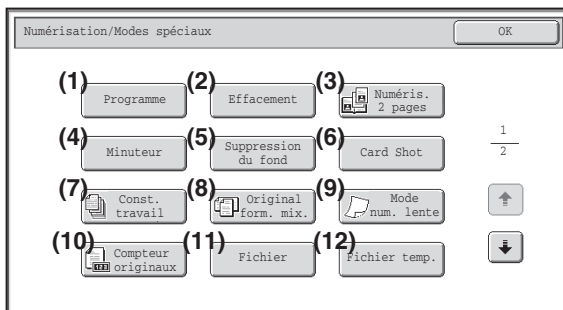 Numérisation/Modes spéciaux OK
(1) Programme (2) Effacement (3) Numéris. 2 pages
(4) Minuteur (5) Suppression du fond (6) Card Shot
1
2
(7) Const. travail (8) Original form. mix. (9) Mode num. lente
(10) Compteur originaux (11) Fichier (12) Fichier temp.
123